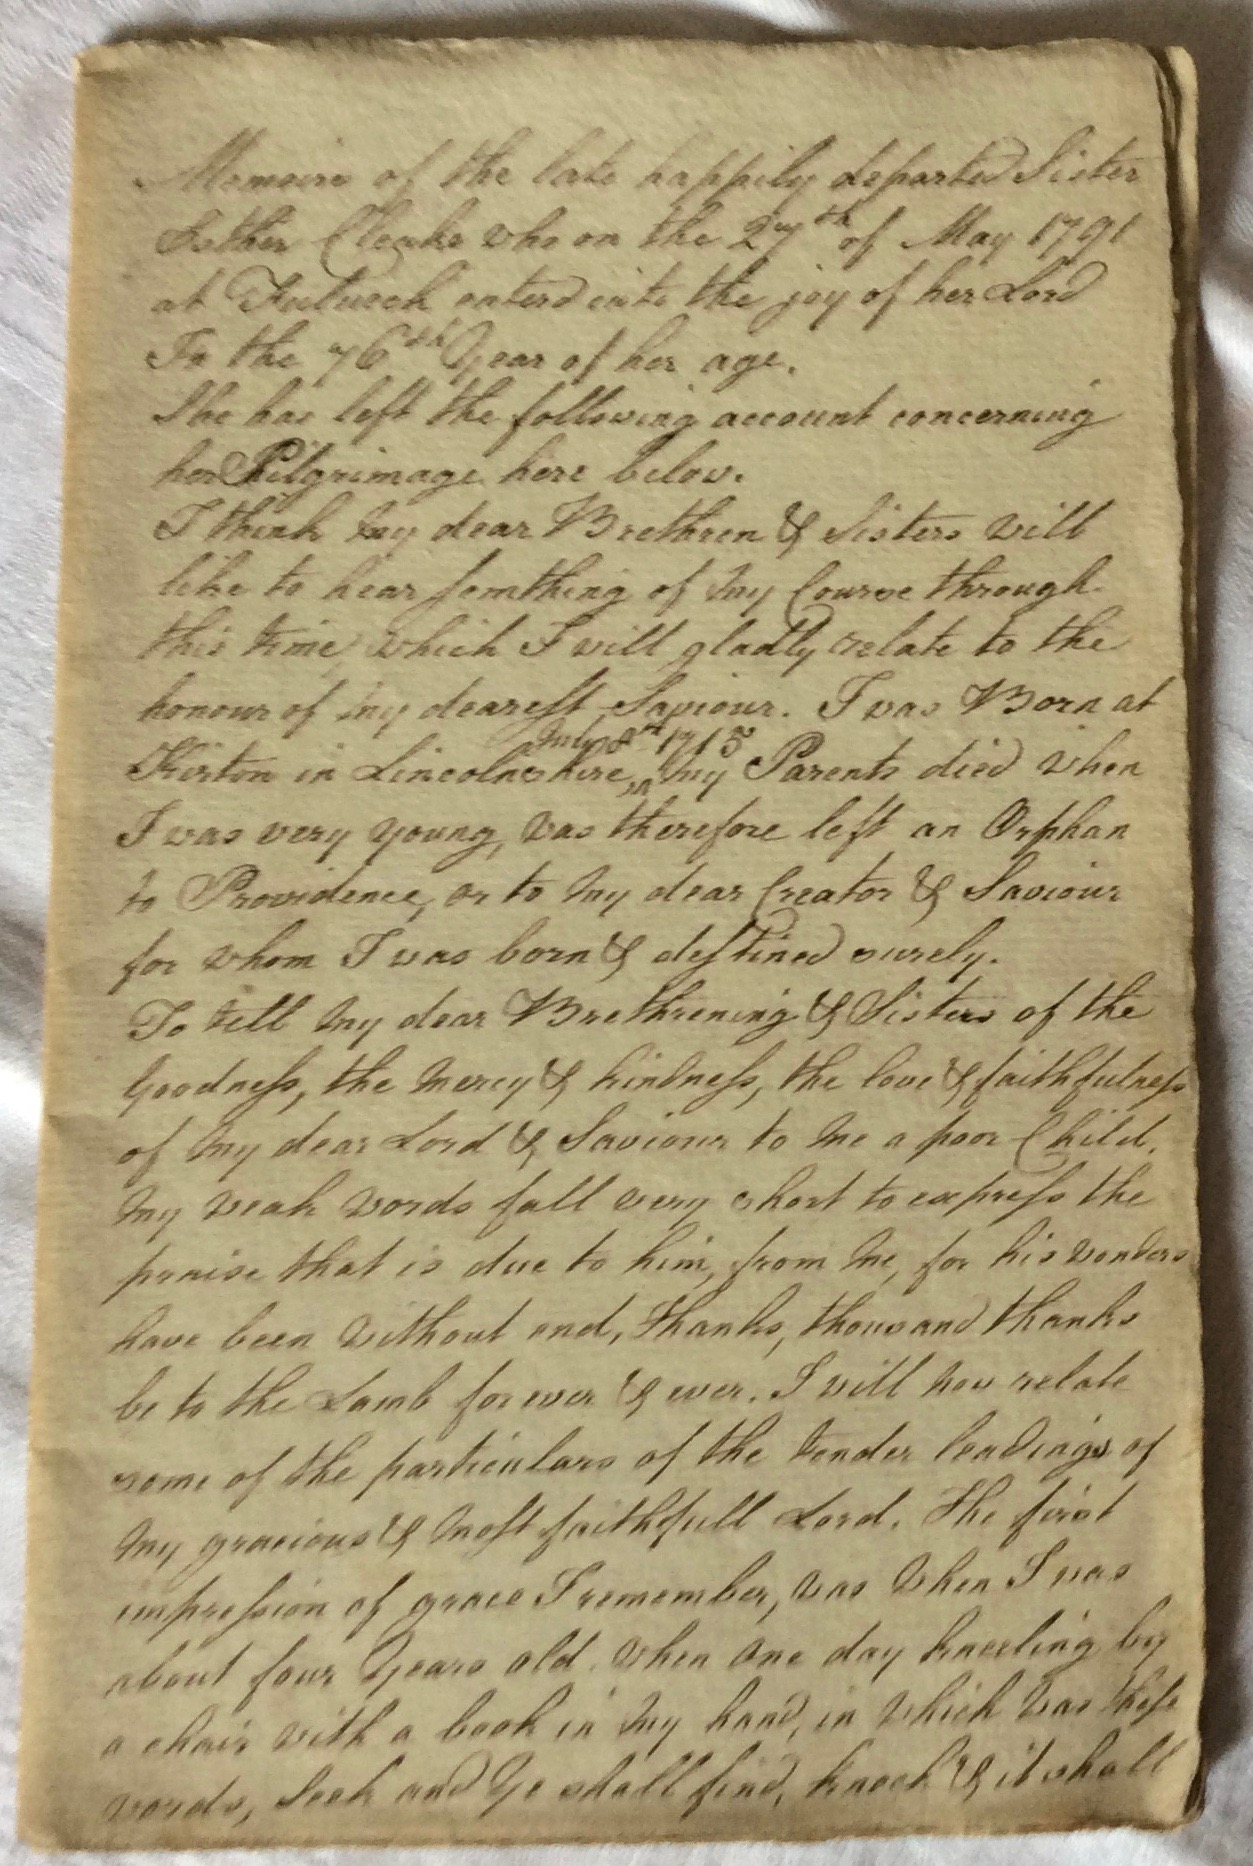 Memoirs of the late happily departed Sister
Esther Cleake who on the 27th of May 1791
at Fulneck enterd into the joy of her Lord
In the 76th Year of her age.
She has left the following account concerning
her Pilgrimage here below.
I think my dear Brethren & Sisters will
like to hear somthing of my Course through
this time, which I will gladly relate to the
honour of my dearest Saviour. I was Born at
July 8th 1715
Kirton in Lincolnshire, my Parents died when
I was very young, was therefore left an Orphan
to Providence, or to my dear Creator & Saviour
for whom I was born & destined surely.
To tell my dear Brethrening & Sisters of the
Goodness, the mercy & kindness, the love & faithfulness
of my dear Lord & Saviour to me a poor Child.
my weak words fall very short to express the
praise that is due to him, from me, for his wonders
have been without end, thanks, thousand thanks
be to the Lamb for ever & ever. I will now relate
some of the particulars of the tender leadings of
my gracious & most faithfull Lord. The first
impression of grace I remember, was when I was
about four Years old. when one day kneeling by
a chair with a book in my hand, in which was these
words, Seek and Ye shall find, knock & it shall